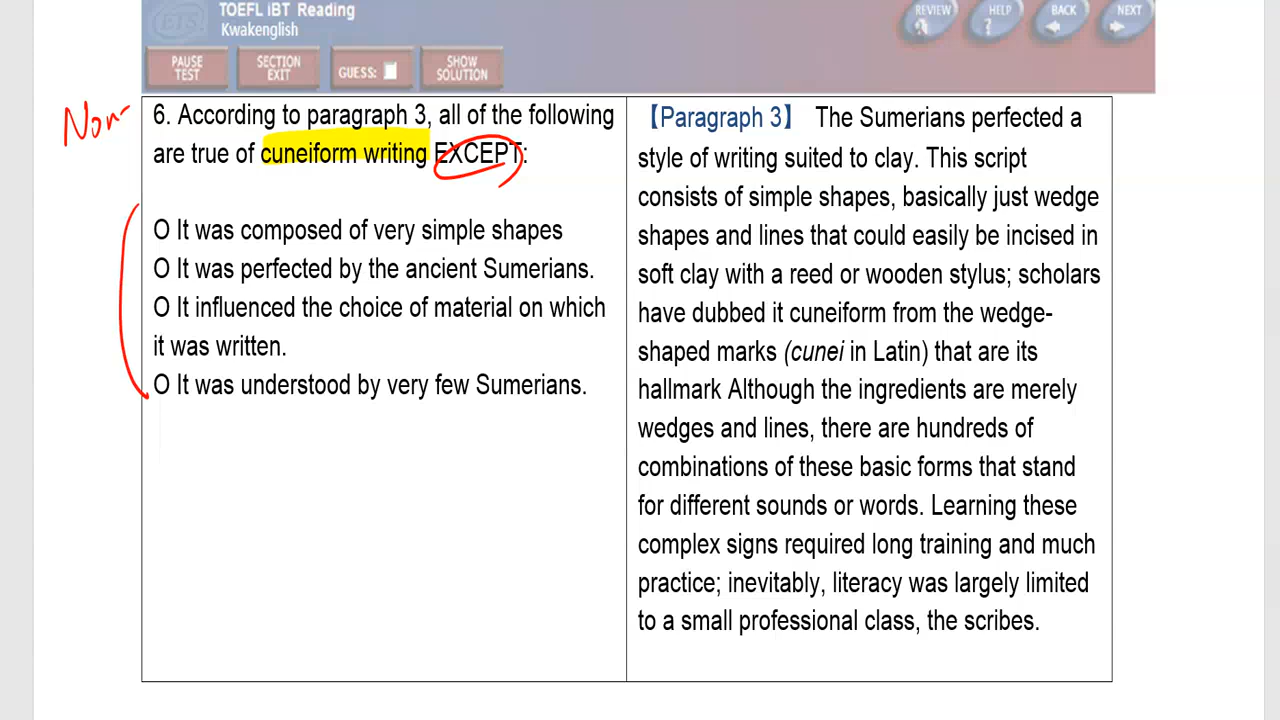 TOEFL iBT Reading
Kwakenglish
REVIEW
HELP
BACK
NEXT
PAUSE TEST
SECTION EXIT
GUESS:
SHOW SOLUTION
Non-
6. According to paragraph 3, all of the following
are true of cuneiform writing EXCEPT:
O It was composed of very simple shapes
O It was perfected by the ancient Sumerians.
O It influenced the choice of material on which
it was written.
O It was understood by very few Sumerians.
【Paragraph 3】 The Sumerians perfected a
style of writing suited to clay. This script
consists of simple shapes, basically just wedge
shapes and lines that could easily be incised in
soft clay with a reed or wooden stylus; scholars
have dubbed it cuneiform from the wedge-
shaped marks (cunei in Latin) that are its
hallmark Although the ingredients are merely
wedges and lines, there are hundreds of
combinations of these basic forms that stand
for different sounds or words. Learning these
complex signs required long training and much
practice; inevitably, literacy was largely limited
to a small professional class, the scribes.